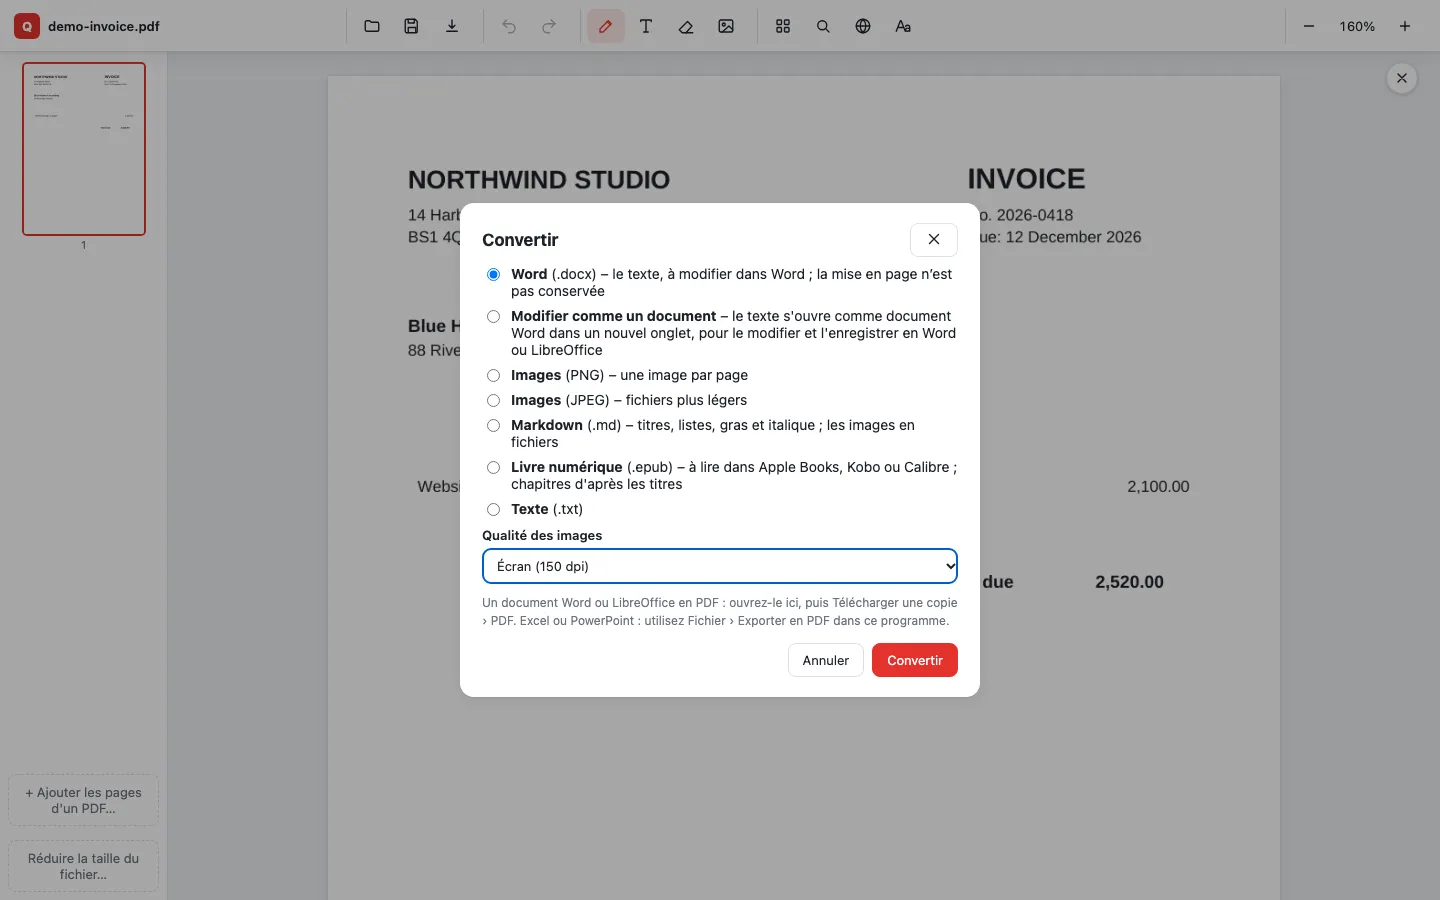 Q demo-invoice.pdf
Aa
160%
1
+ Ajouter les pages
d'un PDF...
Réduire la taille du
fichier...
NORTHWIND STUDIO
INVOICE
14
o. 2026-0418
BS1
ue: 12 December 2026
Blue
88
2,100.00
due 2,520.00
Convertir
Word (.docx) – le texte, à modifier dans Word ; la mise en page n’est
pas conservée
Modifier comme un document – le texte s'ouvre comme document
Word dans un nouvel onglet, pour le modifier et l'enregistrer en Word
ou LibreOffice
Images (PNG) – une image par page
Images (JPEG) – fichiers plus légers
Markdown (.md) – titres, listes, gras et italique ; les images en
fichiers
Livre numérique (.epub) – à lire dans Apple Books, Kobo ou Calibre ;
chapitres d'après les titres
Texte (.txt)
Qualité des images
Écran (150 dpi)
Un document Word ou LibreOffice en PDF : ouvrez-le ici, puis Télécharger une copie
› PDF. Excel ou PowerPoint : utilisez Fichier › Exporter en PDF dans ce programme.
Annuler
Convertir